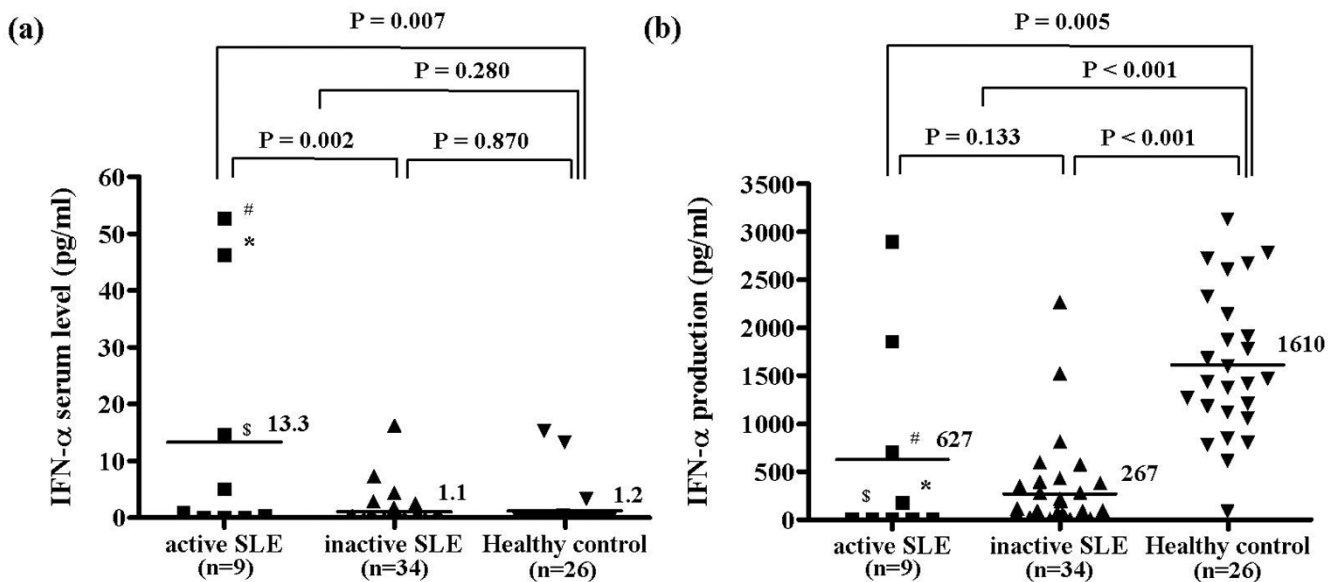 (a)
P = 0.007
P = 0.280
P = 0.002
P = 0.870
IFN-α serum level (pg/ml)
60
50
40
30
20
10
0
#
*
$ 13.3
1.1
1.2
active SLE
(n=9)
inactive SLE
(n=34)
Healthy control
(n=26)
(b)
P = 0.005
P < 0.001
P = 0.133
P < 0.001
IFN-α production (pg/ml)
3500
3000
2500
2000
1500
1000
500
0
1610
# 627
267
$
*
active SLE
(n=9)
inactive SLE
(n=34)
Healthy control
(n=26)